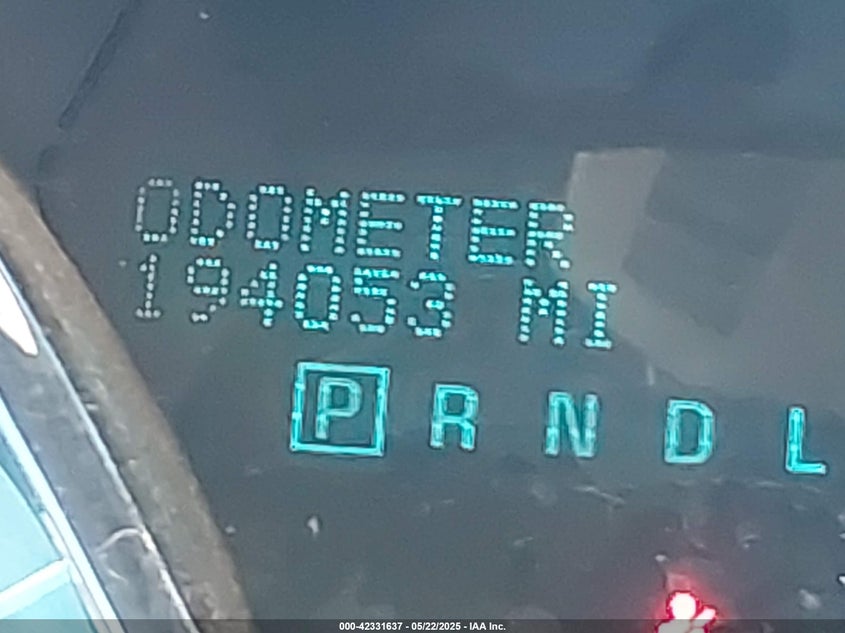 ODOMETER
194053 MI
P R N D L
000-42331637 - 05/22/2025 - IAA Inc.